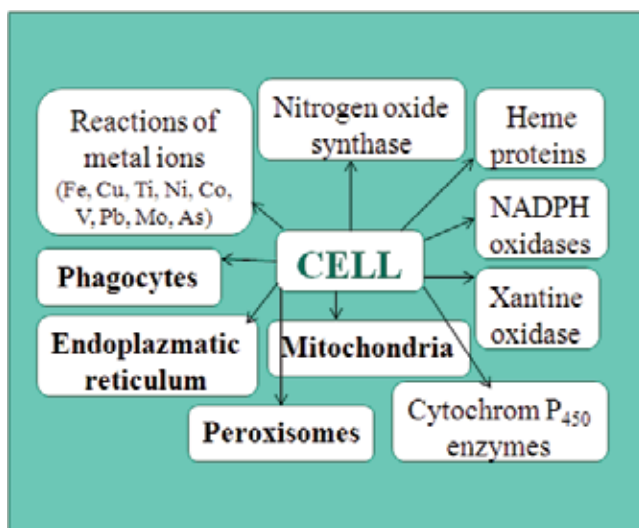 Reactions of
metal ions
(Fe, Cu, Ti, Ni, Co,
V, Pb, Mo, As)
Nitrogen oxide
synthase
Heme
proteins
NADPH
oxidases
CELL
Phagocytes
Xantine
oxidase
Endoplazmatic
reticulum
Mitochondria
Peroxisomes
Cytochrom P450
enzymes